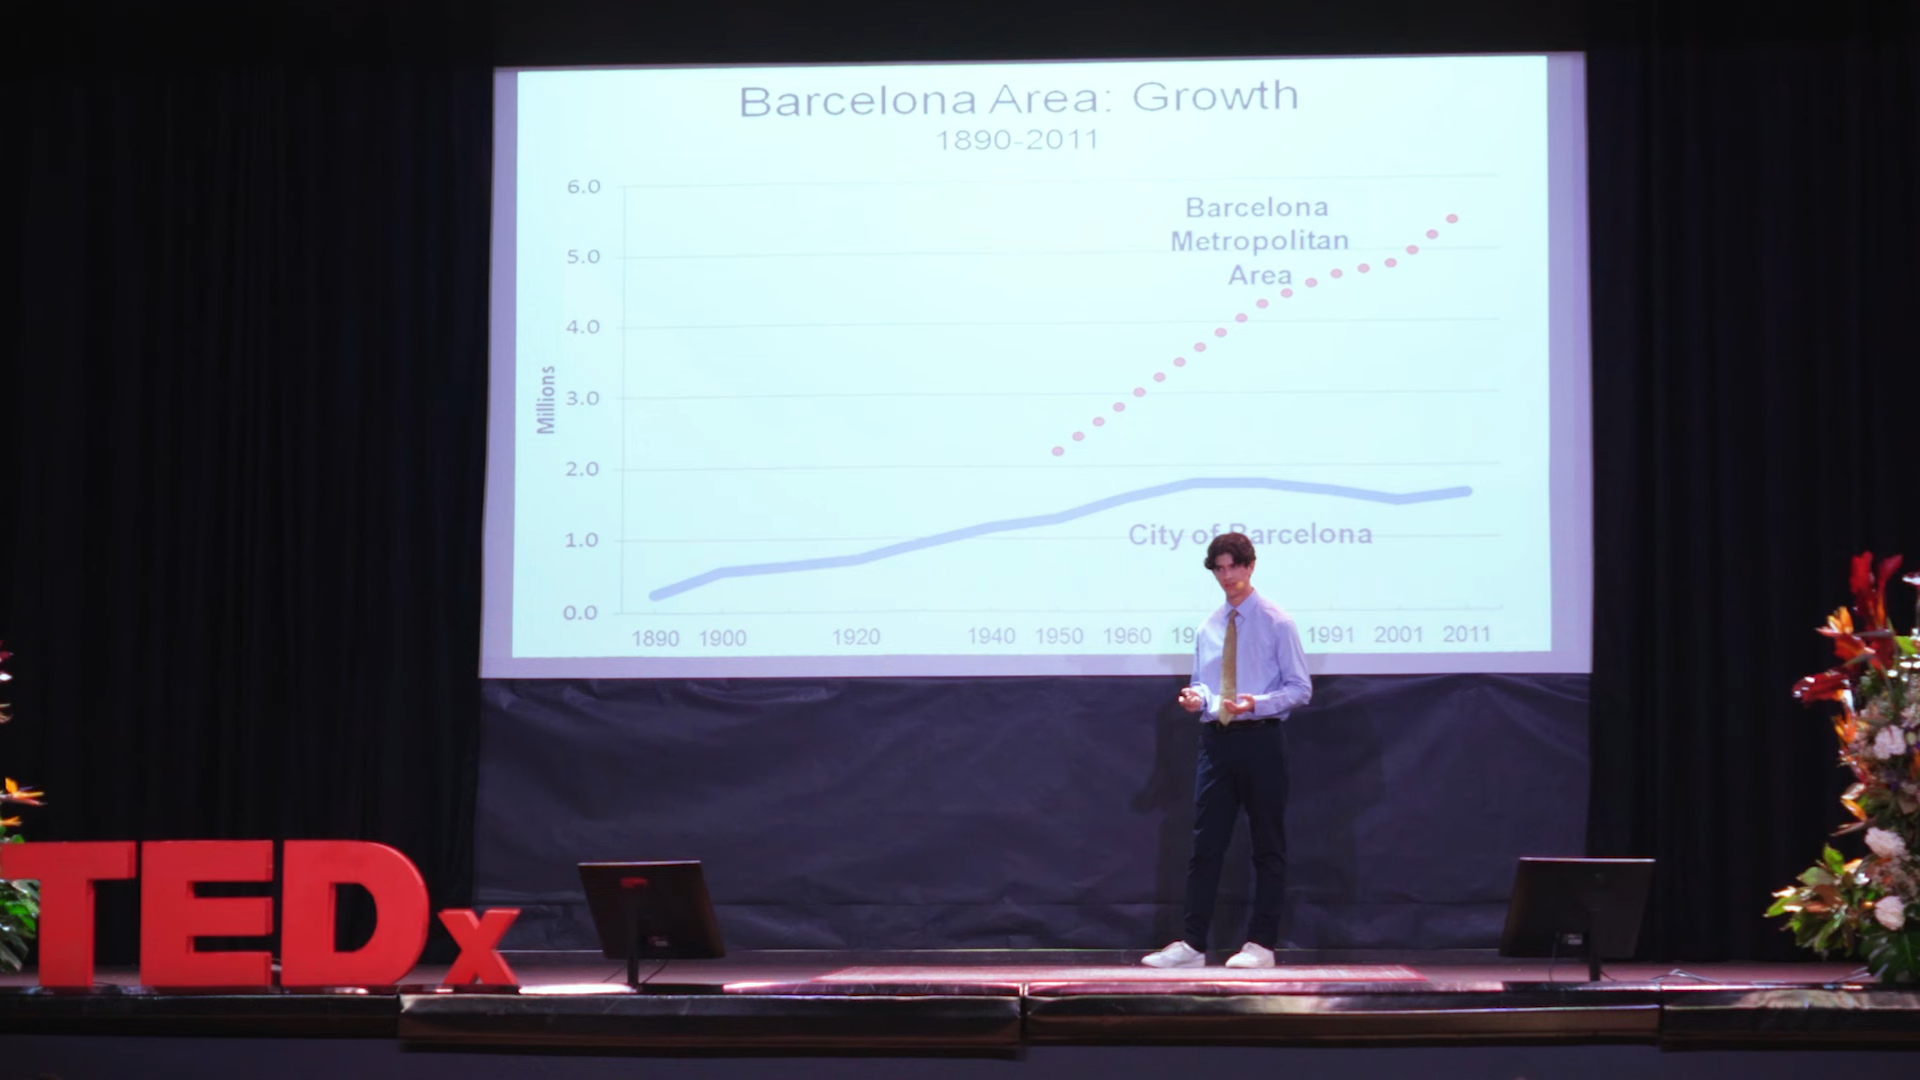 Barcelona Area: Growth
1890-2011
6.0
5.0
4.0
3.0
2.0
1.0
0.0
Millions
Barcelona
Metropolitan
Area
City of Barcelona
1890 1900 1920 1940 1950 1960 1991 2001 2011
TEDx